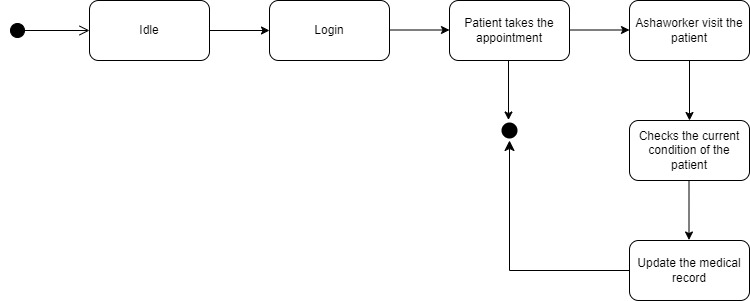 Idle
Login
Patient takes the
appointment
Ashaworker visit the
patient
Checks the current
condition of the
patient
Update the medical
record